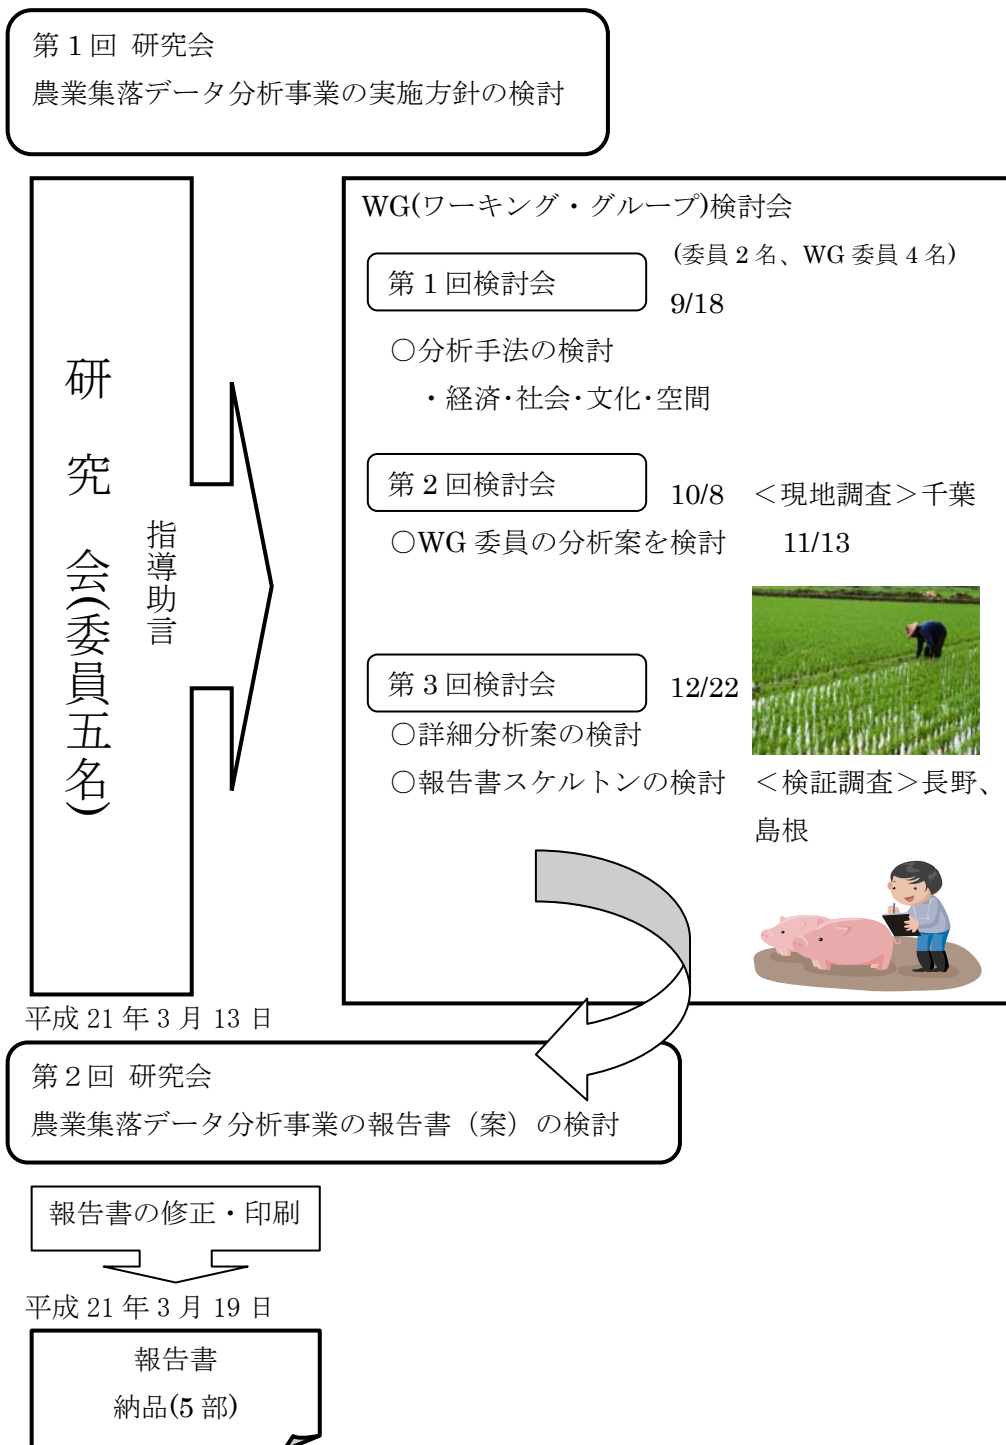 第１回 研究会
農業集落データ分析事業の実施方針の検討
研究会(委員五名)
指導助言
WG(ワーキング・グループ)検討会
(委員 2 名、WG 委員 4 名)
第１回検討会
9/18
○分析手法の検討
・経済・社会・文化・空間
第２回検討会
10/8 ＜現地調査＞千葉
○WG 委員の分析案を検討 11/13
第３回検討会
12/22
○詳細分析案の検討
○報告書スケルトンの検討 ＜検証調査＞長野、
島根
平成 21 年 3 月 13 日
第２回 研究会
農業集落データ分析事業の報告書（案）の検討
報告書の修正・印刷
平成 21 年 3 月 19 日
報告書
納品(5 部)